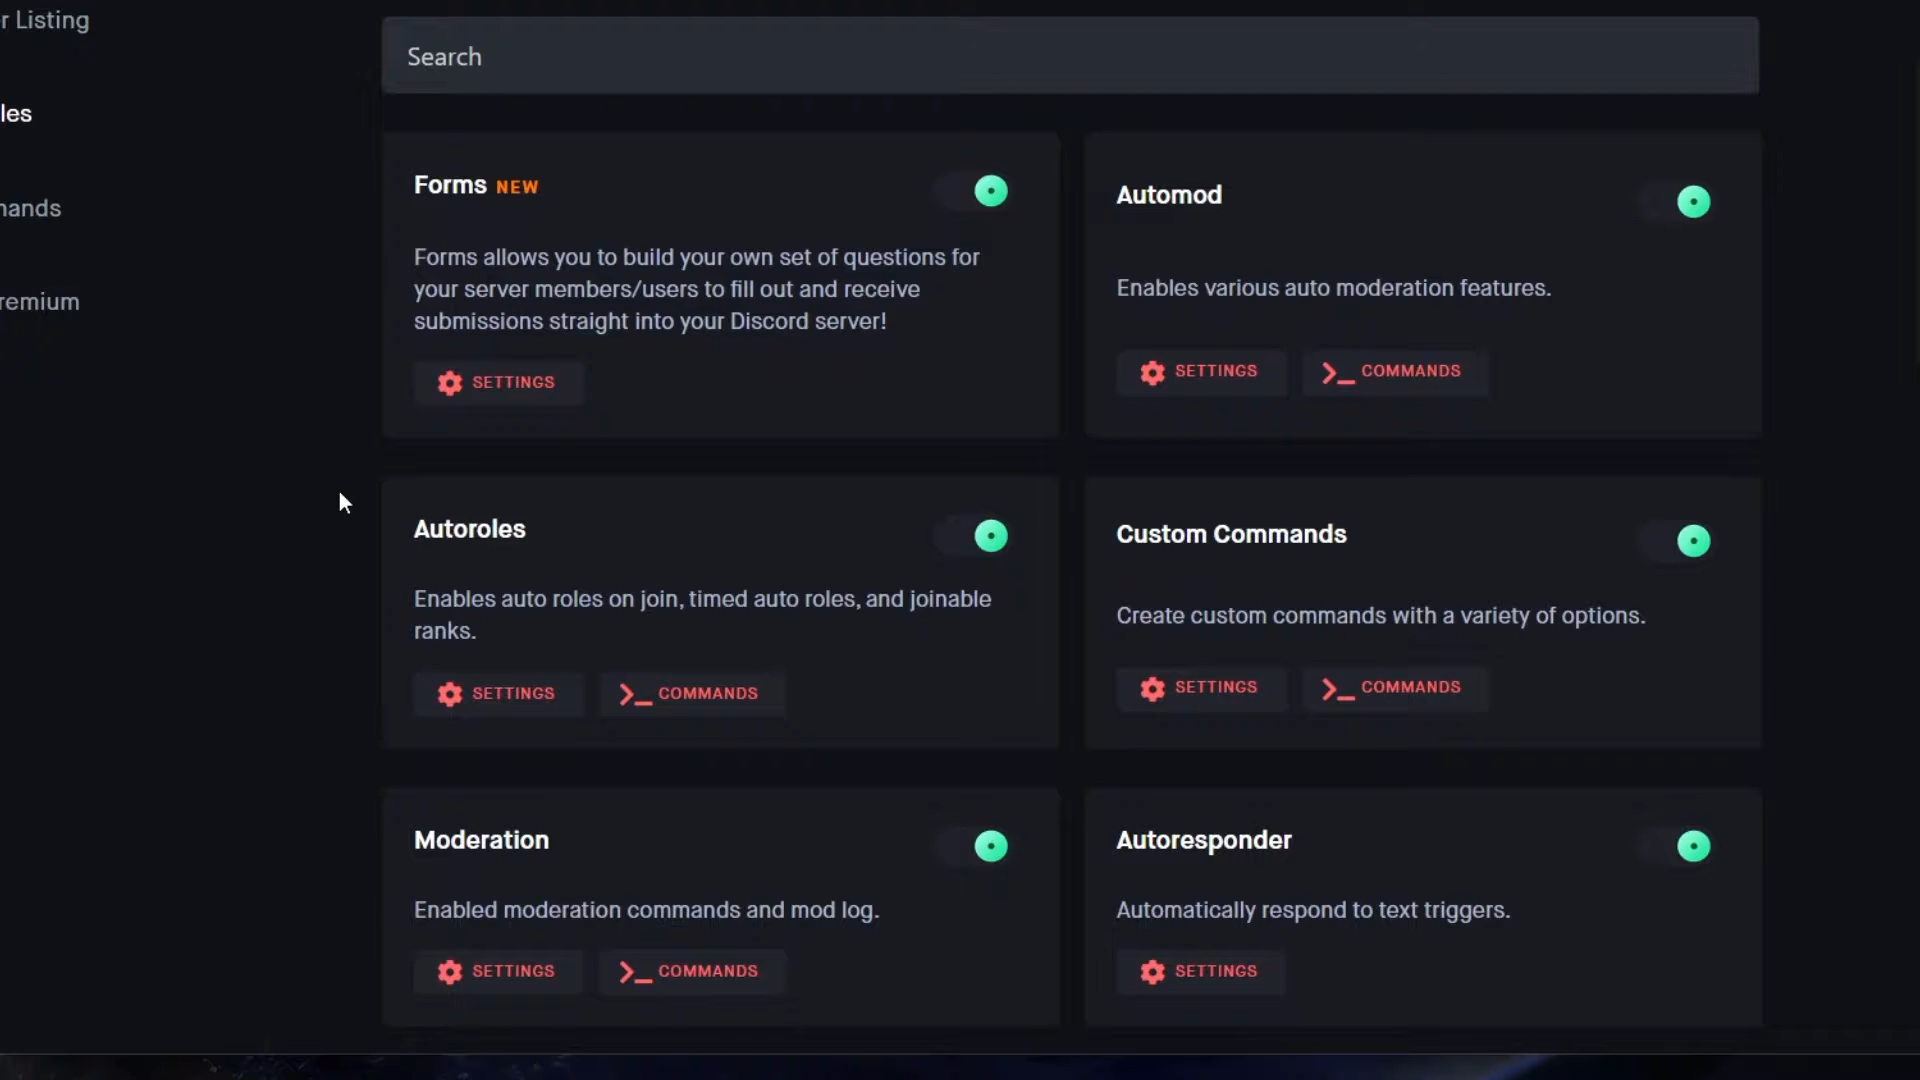 r Listing
les
nands
remium
Search
Forms NEW
Forms allows you to build your own set of questions for
your server members/users to fill out and receive
submissions straight into your Discord server!
SETTINGS
Automod
Enables various auto moderation features.
SETTINGS COMMANDS
Autoroles
Enables auto roles on join, timed auto roles, and joinable
ranks.
SETTINGS COMMANDS
Custom Commands
Create custom commands with a variety of options.
SETTINGS COMMANDS
Moderation
Enabled moderation commands and mod log.
SETTINGS COMMANDS
Autoresponder
Automatically respond to text triggers.
SETTINGS